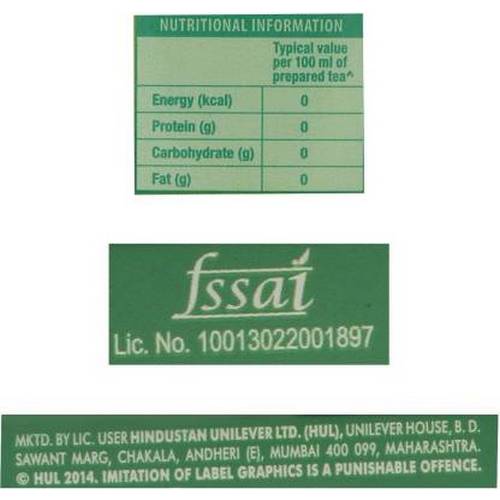 NUTRITIONAL INFORMATION
Typical value
per 100 ml of
prepared tea^
Energy (kcal) 0
Protein (g) 0
Carbohydrate (g) 0
Fat (g) 0
fssai
Lic. No. 10013022001897
MKTD. BY LIC. USER HINDUSTAN UNILEVER LTD. (HUL), UNILEVER HOUSE, B. D.
SAWANT MARG, CHAKALA, ANDHERI (E), MUMBAI 400 099, MAHARASHTRA.
© HUL 2014. IMITATION OF LABEL GRAPHICS IS A PUNISHABLE OFFENCE.